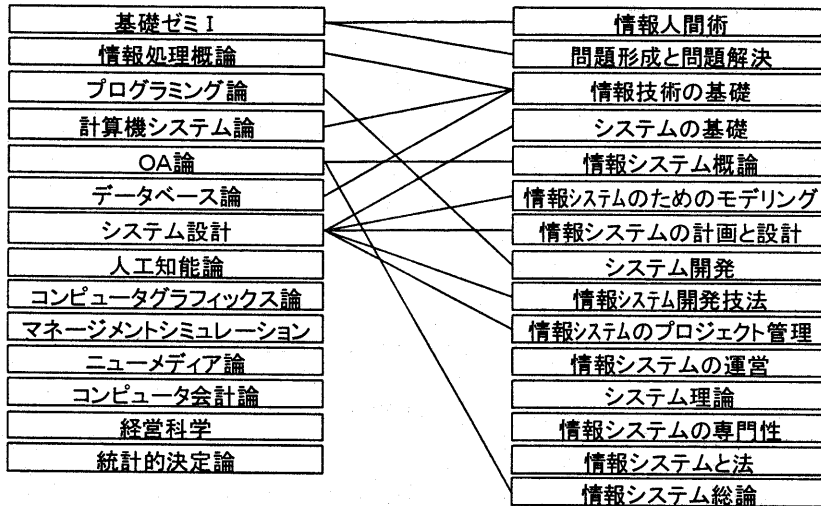 基礎ゼミⅠ
情報処理概論
プログラミング論
計算機システム論
OA論
データベース論
システム設計
人工知能論
コンピュータグラフィックス論
マネージメントシミュレーション
ニューメディア論
コンピュータ会計論
経営科学
統計的決定論
情報人間術
問題形成と問題解決
情報技術の基礎
システムの基礎
情報システム概論
情報システムのためのモデリング
情報システムの計画と設計
システム開発
情報システム開発技法
情報システムのプロジェクト管理
情報システムの運営
システム理論
情報システムの専門性
情報システムと法
情報システム総論